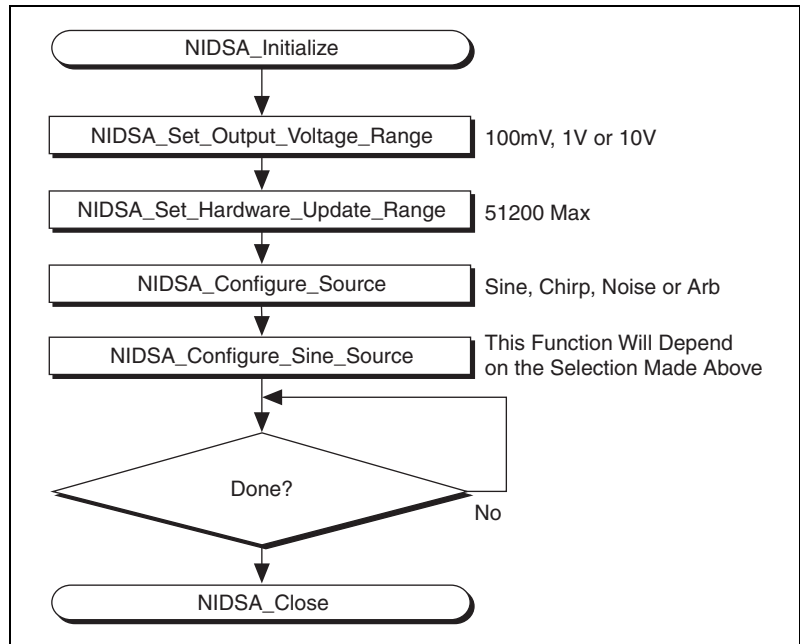 NIDSA_Initialize
NIDSA_Set_Output_Voltage_Range
100mV, 1V or 10V
NIDSA_Set_Hardware_Update_Range
51200 Max
NIDSA_Configure_Source
Sine, Chirp, Noise or Arb
NIDSA_Configure_Sine_Source
This Function Will Depend
on the Selection Made Above
Done?
No
NIDSA_Close